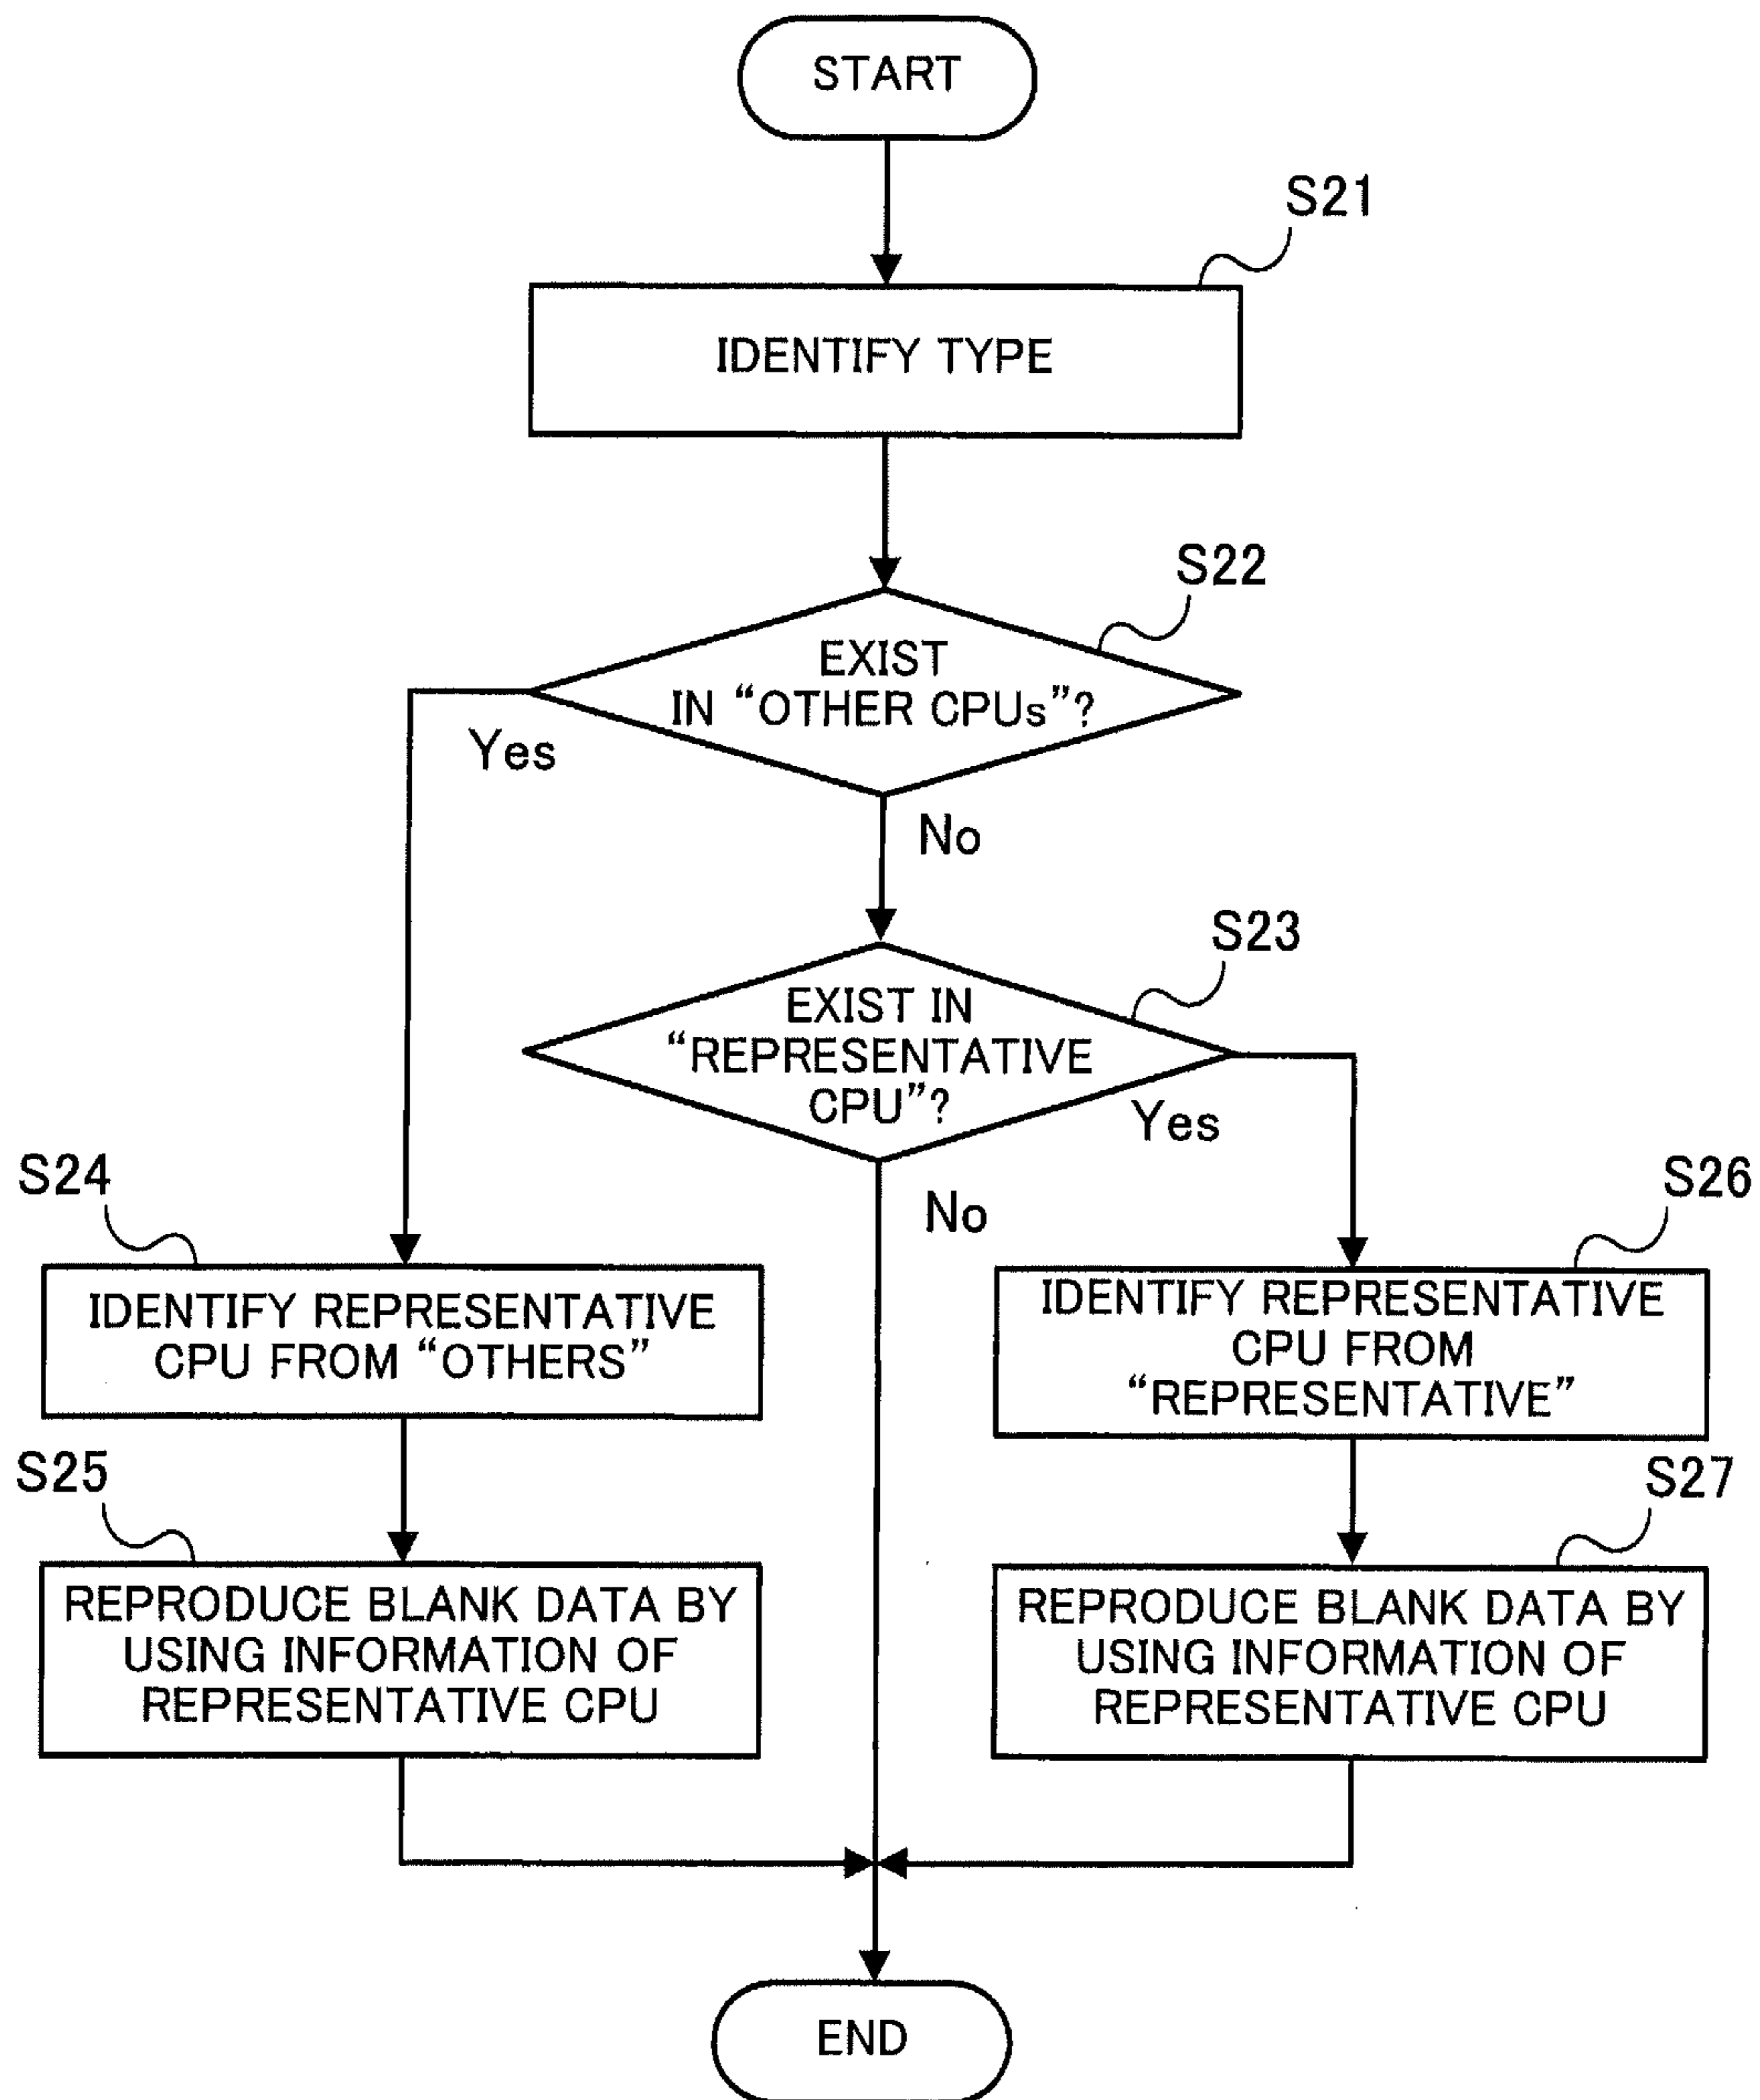 START
S21
IDENTIFY TYPE
S22
EXIST
IN “OTHER CPUs”?
Yes
No
S23
EXIST IN
“REPRESENTATIVE
CPU”?
Yes
No
S24
IDENTIFY REPRESENTATIVE
CPU FROM “OTHERS”
S26
IDENTIFY REPRESENTATIVE
CPU FROM
“REPRESENTATIVE”
S25
REPRODUCE BLANK DATA BY
USING INFORMATION OF
REPRESENTATIVE CPU
S27
REPRODUCE BLANK DATA BY
USING INFORMATION OF
REPRESENTATIVE CPU
END